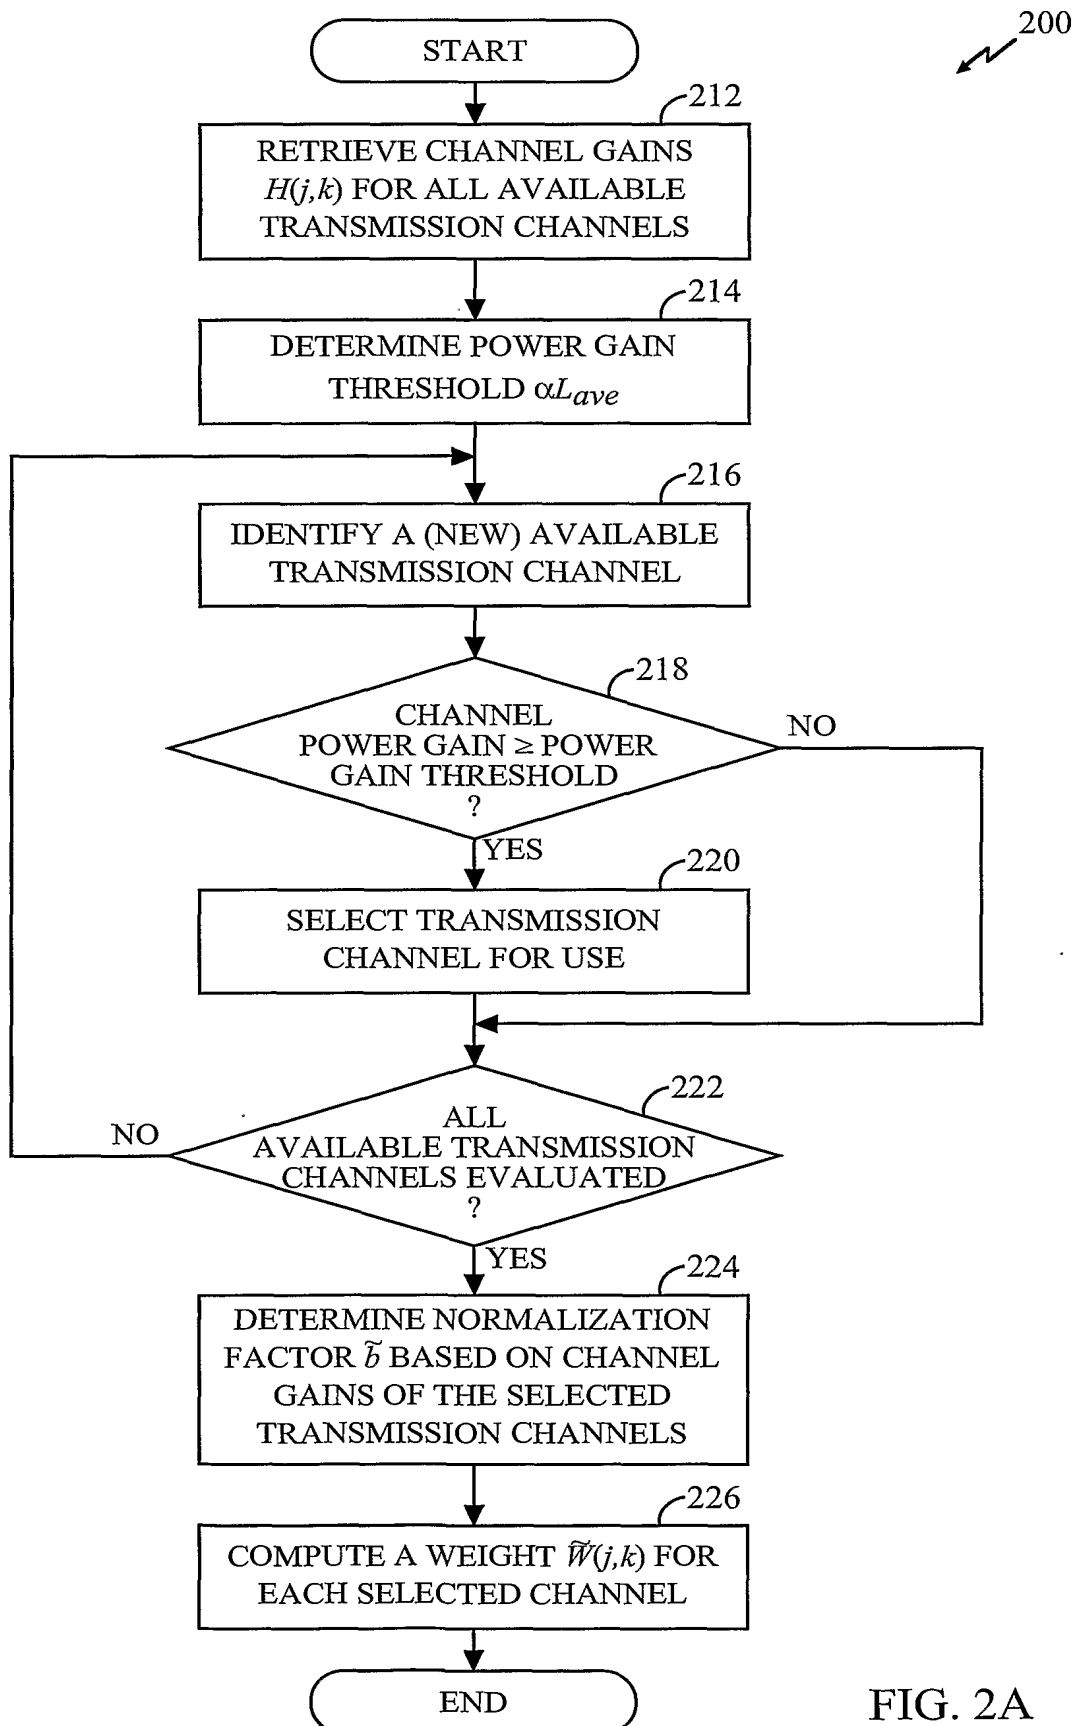 200
START
212
RETRIEVE CHANNEL GAINS
H(j,k) FOR ALL AVAILABLE
TRANSMISSION CHANNELS
214
DETERMINE POWER GAIN
THRESHOLD αLave
216
IDENTIFY A (NEW) AVAILABLE
TRANSMISSION CHANNEL
218
CHANNEL
POWER GAIN ≥ POWER
GAIN THRESHOLD
?
NO
YES
220
SELECT TRANSMISSION
CHANNEL FOR USE
222
ALL
AVAILABLE TRANSMISSION
CHANNELS EVALUATED
?
NO
YES
224
DETERMINE NORMALIZATION
FACTOR b̃ BASED ON CHANNEL
GAINS OF THE SELECTED
TRANSMISSION CHANNELS
226
COMPUTE A WEIGHT W̃(j,k) FOR
EACH SELECTED CHANNEL
END
FIG. 2A